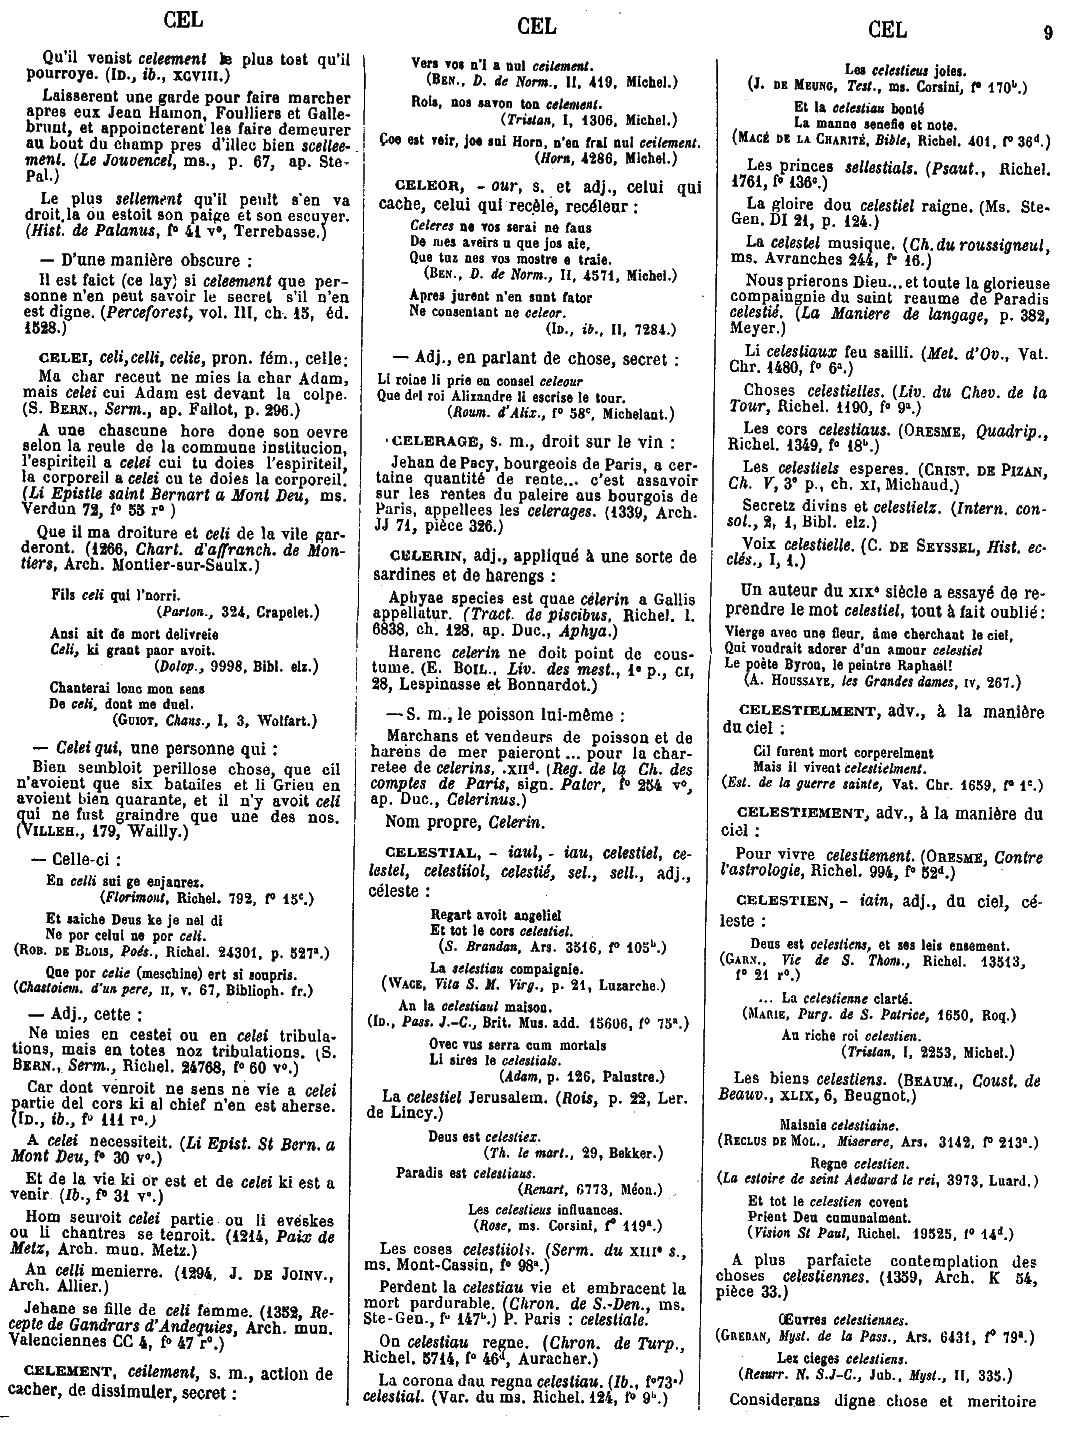 CEL
CEL
CEL
9
Qu'il venist celeement le plus tost qu'il
pourroye. (ID., ib., XCVIII.)
Laisserent une garde pour faire marcher
apres eux Jean Hamon, Foulliers et Galle-
brunt, et appoincterent les faire demeurer
au bout du champ pres d'illec bien scellee-
ment. (Le Jouvencel, ms., p. 67, ap. Ste-
Pal.)
Le plus sellement qu'il peult s'en va
droit la ou estoit son paige et son escuyer.
(Hist. de Palanus, f° 41 v°, Terrebasse.)
— D'une manière obscure :
Il est faict (ce lay) si celeement que per-
sonne n'en peut savoir le secret s'il n'en
est digne. (Perceforest, vol. III, ch. 15, éd.
1528.)
CELEI, celi, celli, celie, pron. fém., celle:
Ma char receut ne mies la char Adam,
mais celei cui Adam est devant la colpe.
(S. BERN., Serm., ap. Fallot, p. 296.)
A une chascune hore done son oevre
selon la reule de la commune institucion,
l'espiriteil a celei cui tu doies l'espiriteil,
la corporeil a celei cu te doies la corporeil.
(Li Epistle saint Bernart a Mont Deu, ms.
Verdun 72, f° 55 r°)
Que il ma droiture et celi de la vile gar-
deront. (1266, Chart. d'affranch. de Mon-
tiers, Arch. Montier-sur-Saulx.)
Fils celi qui l'norri.
(Parton., 324, Crapelet.)
Ansi ait de mort delivreie
Celi, ki grant paor avoit.
(Dolop., 9998, Bibl. elz.)
Chanterai lonc mon sens
De celi, dont me duel.
(GUIOT, Chans., I, 3, Wolfart.)
— Celei qui, une personne qui :
Bien sembloit perillose chose, que cil
n'avoient que six batailes et li Grieu en
avoient bien quarante, et il n'y avoit celi
qui ne fust graindre que une des nos.
(VILLEH., 179, Wailly.)
— Celle-ci :
En celli sui ge enjanrez.
(Florimont, Richel. 792, f° 15c.)
Et saiche Deus ke je nel di
Ne por celui ne por celi.
(ROB. DE BLOIS, Poés., Richel. 24301, p. 527a.)
Que por celie (meschine) ert si soupris.
(Chastoiem. d'un pere, II, v. 67, Biblioph. fr.)
— Adj., cette :
Ne mies en cestei ou en celei tribula-
tions, mais en totes noz tribulations. (S.
BERN., Serm., Richel. 24768, f° 60 v°.)
Car dont venroit ne sens ne vie a celei
partie del cors ki al chief n'en est aherse.
(ID., ib., f° 111 r°.)
A celei necessiteit. (Li Epist. St Bern. a
Mont Deu, f° 30 v°.)
Et de la vie ki or est et de celei ki est a
venir (Ib., f° 31 v°.)
Hom seuroit celei partie ou li eveskes
ou li chantres se tenroit. (1214, Paix de
Metz, Arch. mun. Metz.)
An celli menierre. (1294, J. DE JOINV.,
Arch. Allier.)
Jehane se fille de celi femme. (1352, Re-
cepte de Gandrars d'Andequies, Arch. mun.
Valenciennes CC 4, f° 47 r°.)
CELEMENT, ceilement, s. m., action de
cacher, de dissimuler, secret :
Vers vos n'i a nul ceilement.
(BEN., D. de Norm., II, 419, Michel.)
Rois, nos savon ton celement.
(Tristan, I, 1306, Michel.)
Çoe est veir, joe sui Horn, n'en frai nul ceilement.
(Horn, 4286, Michel.)
CELEOR, - our, s. et adj., celui qui
cache, celui qui recèle, recéleur :
Celeres ne vos serai ne faus
De mes aveirs u que jos aie,
Que tuz nes vos mostre e traie.
(BEN., D. de Norm., II, 4571, Michel.)
Apres jurent n'en sunt fator
Ne consentant ne celeor.
(ID., ib., II, 7284.)
— Adj., en parlant de chose, secret :
Li roine li prie en consel celeour
Que del roi Alixandre li escrise le tour.
(Roum. d'Alix., f° 58c, Michelant.)
CELERAGE, s. m., droit sur le vin :
Jehan de Pacy, bourgeois de Paris, a cer-
taine quantité de rente... c'est assavoir
sur les rentes du paleire aus bourgois de
Paris, appellees les celerages. (1339, Arch.
JJ 71, pièce 326.)
CELERIN, adj., appliqué à une sorte de
sardines et de harengs :
Aphyae species est quae célerin a Gallis
appellatur. (Tract. de piscibus, Richel. l.
6838, ch. 128, ap. Duc., Aphya.)
Harenc celerin ne doit point de cous-
tume. (E. BOIL., Liv. des mest., 1e p., CI,
28, Lespinasse et Bonnardot.)
— S. m., le poisson lui-même :
Marchans et vendeurs de poisson et de
harens de mer paieront ... pour la char-
retee de celerins, .XIId. (Reg. de la Ch. des
comptes de Paris, sign. Pater, f° 254 v°,
ap. Duc., Celerinus.)
Nom propre, Celerin.
CELESTIAL, - iaul, - iau, celestiel, ce-
lestel, celestiiol, celestié, sel., sell., adj.,
céleste :
Regart avoit angeliel
Et tot le cors celestiel.
(S. Brandan, Ars. 3516, f° 105b.)
La selestiau compaignie.
(WACE, Vita S. M. Virg., p. 21, Luzarche.)
An la celestiaul maison.
(ID., Pass. J.-C., Brit. Mus. add. 15606, f° 75a.)
Ovec vus serra cum mortals
Li sires le celestials.
(Adam, p. 126, Palustre.)
La celestiel Jerusalem. (Rois, p. 22, Ler.
de Lincy.)
Deus est celestiex.
(Th. le mart., 29, Bekker.)
Paradis est celestiaus.
(Renart, 6773, Méon.)
Les celestieus influances.
(Rose, ms. Corsini, f° 119a.)
Les coses celestiiols. (Serm. du XIIIe s.,
ms. Mont-Cassin, f° 98a.)
Perdent la celestiau vie et embracent la
mort pardurable. (Chron. de S.-Den., ms.
Ste-Gen., f° 147b.) P. Paris : celestiale.
On celestiau regne. (Chron. de Turp.,
Richel. 5714, f° 46d, Auracher.)
La corona dau regna celestiau. (Ib., f°73a)
celestial. (Var. du ms. Richel. 124, f° 9b.)
Les celestieus joies.
(J. DE MEUNG, Test., ms. Corsini, f° 170b.)
Et la celestiau bonté
La manne senefie et note.
(MACÉ DE LA CHARITÉ, Bible, Richel. 401, f° 36d.)
Les princes sellestials. (Psaut., Richel.
1761, f° 136c.)
La gloire dou celestiel raigne. (Ms. Ste-
Gen. DI 21, p. 124.)
La celestel musique. (Ch. du roussigneul,
ms. Avranches 244, f° 16.)
Nous prierons Dieu... et toute la glorieuse
compaingnie du saint reaume de Paradis
celestié. (La Maniere de langage, p. 382,
Meyer.)
Li celestiaux feu sailli. (Met. d'Ov., Vat.
Chr. 1480, f° 6a.)
Choses celestielles. (Liv. du Chev. de la
Tour, Richel. 1190, f° 9a.)
Les cors celestiaus. (ORESME, Quadrip.,
Richel. 1349, f° 18b.)
Les celestiels esperes. (CRIST. DE PIZAN,
Ch. V, 3e p., ch. XI, Michaud.)
Secretz divins et celestielz. (Intern. con-
sol., 2, 1, Bibl. elz.)
Voix celestielle. (C. DE SEYSSEL, Hist. ec-
clés., I, 1.)
Un auteur du XIXe siècle a essayé de re-
prendre le mot celestiel, tout à fait oublié :
Vierge avec une fleur, âme cherchant le ciel,
Qui voudrait adorer d'un amour celestiel
Le poète Byron, le peintre Raphaël!
(A. HOUSSAYE, les Grandes dames, IV, 267.)
CELESTIELMENT, adv., à la manière
du ciel :
Cil furent mort corperelment
Mais il vivent celestielment.
(Est. de la guerre sainte, Vat. Chr. 1659, f° 1c.)
CELESTIEMENT, adv., à la manière du
ciel :
Pour vivre celestiement. (ORESME, Contre
l'astrologie, Richel. 994, f° 52d.)
CELESTIEN, - iain, adj., du ciel, cé-
leste :
Deus est celestiens, et ses leis ensement.
(GARN., Vie de S. Thom., Richel. 13513,
f° 21 r°.)
... La celestienne clarté.
(MARIE, Purg. de S. Patrice, 1650, Roq.)
Au riche roi celestien.
(Tristan, I, 2253, Michel.)
Les biens celestiens. (BEAUM., Coust. de
Beauv., XLIX, 6, Beugnot.)
Maisnie celestiaine.
(RECLUS DE MOL., Miserere, Ars. 3142, f° 213a.)
Regne celestien.
(La estoire de seint Aedward le rei, 3973, Luard.)
Et tot le celestien covent
Prient Deu comunalment.
(Vision St Paul, Richel. 19525, f° 14d.)
A plus parfaicte contemplation des
choses celestiennes. (1359, Arch. K 54,
pièce 33.)
Œuvres celestiennes.
(GREBAN, Myst. de la Pass., Ars. 6431, f° 79a.)
Lez cieges celestiens.
(Resurr. N. S.J-C., Jub., Myst., II, 335.)
Considerans digne chose et meritoire